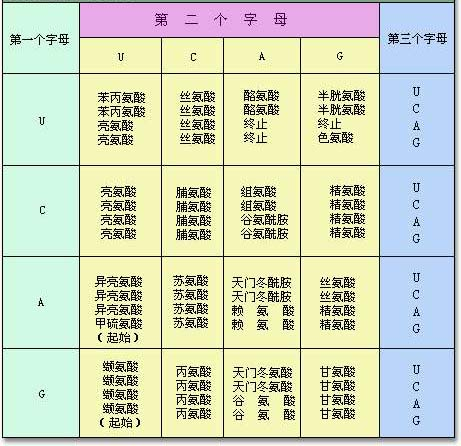 第一个字母 第 二 个 字 母 第三个字母
U C A G
U
苯丙氨酸 丝氨酸 酪氨酸 半胱氨酸 U
苯丙氨酸 丝氨酸 酪氨酸 半胱氨酸 C
亮氨酸 丝氨酸 终止 终止 A
亮氨酸 丝氨酸 终止 色氨酸 G
C
亮氨酸 脯氨酸 组氨酸 精氨酸 U
亮氨酸 脯氨酸 组氨酸 精氨酸 C
亮氨酸 脯氨酸 谷氨酰胺 精氨酸 A
亮氨酸 脯氨酸 谷氨酰胺 精氨酸 G
A
异亮氨酸 苏氨酸 天门冬酰胺 丝氨酸 U
异亮氨酸 苏氨酸 天门冬酰胺 丝氨酸 C
异亮氨酸 苏氨酸 赖 氨 酸 精氨酸 A
甲硫氨酸 苏氨酸 赖 氨 酸 精氨酸 G
(起始)
G
缬氨酸 丙氨酸 天门冬氨酸 甘氨酸 U
缬氨酸 丙氨酸 天门冬氨酸 甘氨酸 C
缬氨酸 丙氨酸 谷 氨 酸 甘氨酸 A
缬氨酸 丙氨酸 谷 氨 酸 甘氨酸 G
(起始)